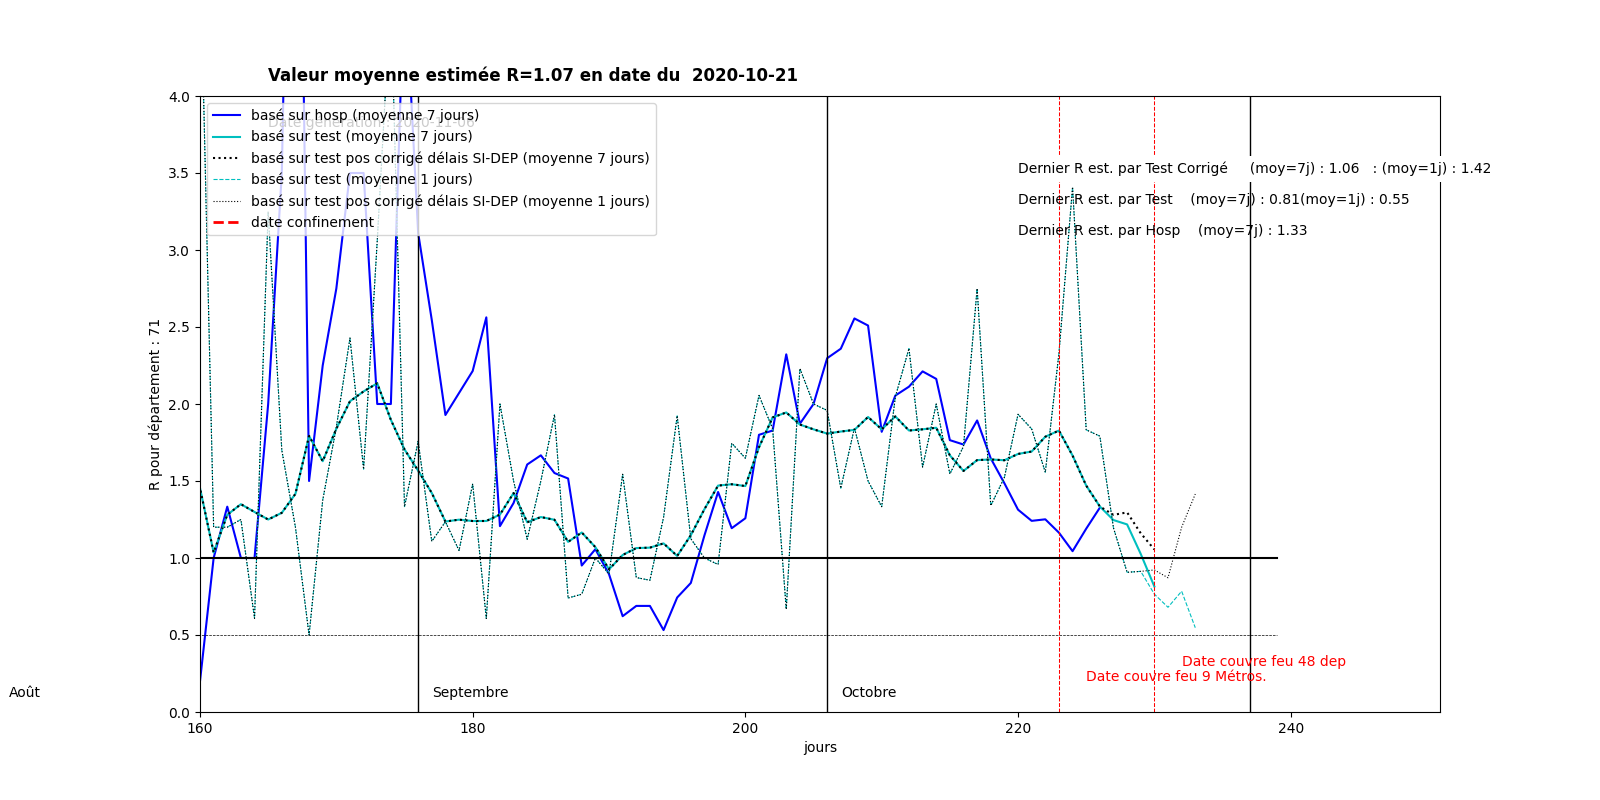 Valeur moyenne estimée R=1.07 en date du  2020-10-21
basé sur hosp (moyenne 7 jours)
basé sur test (moyenne 7 jours)
basé sur test pos corrigé délais SI-DEP (moyenne 7 jours)
basé sur test (moyenne 1 jours)
basé sur test pos corrigé délais SI-DEP (moyenne 1 jours)
date confinement
Dernier R est. par Test Corrigé (moy=7j) : 1.06 : (moy=1j) : 1.42
Dernier R est. par Test (moy=7j) : 0.81(moy=1j) : 0.55
Dernier R est. par Hosp (moy=7j) : 1.33
R pour département : 71
4.0
3.5
3.0
2.5
2.0
1.5
1.0
0.5
0.0
Date couvre feu 48 dep
Date couvre feu 9 Métros.
Août
Septembre
Octobre
160 180 200 220 240
jours